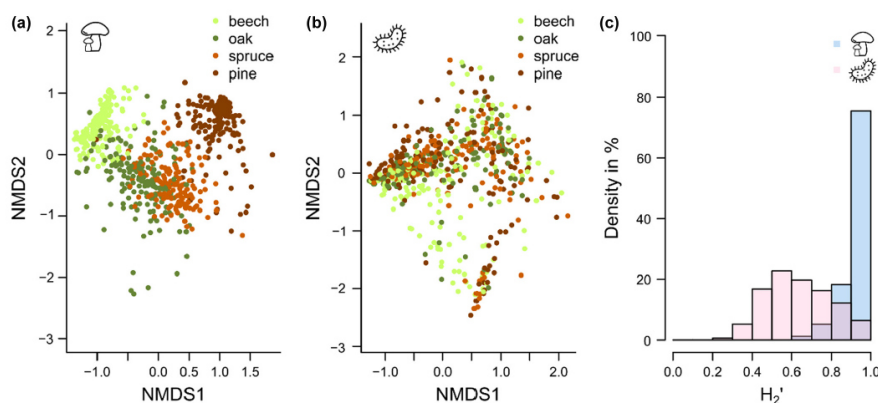 (a)
beech
oak
spruce
pine
2
1
0
−1
−2
−3
NMDS2
−1.0
0.0
0.5
1.0
1.5
NMDS1
(b)
beech
oak
spruce
pine
2
1
0
−1
−2
−3
NMDS2
−1.0
0.0
1.0
2.0
NMDS1
(c)
100
80
60
40
20
0
Density in %
0.0
0.2
0.4
0.6
0.8
1.0
H₂'